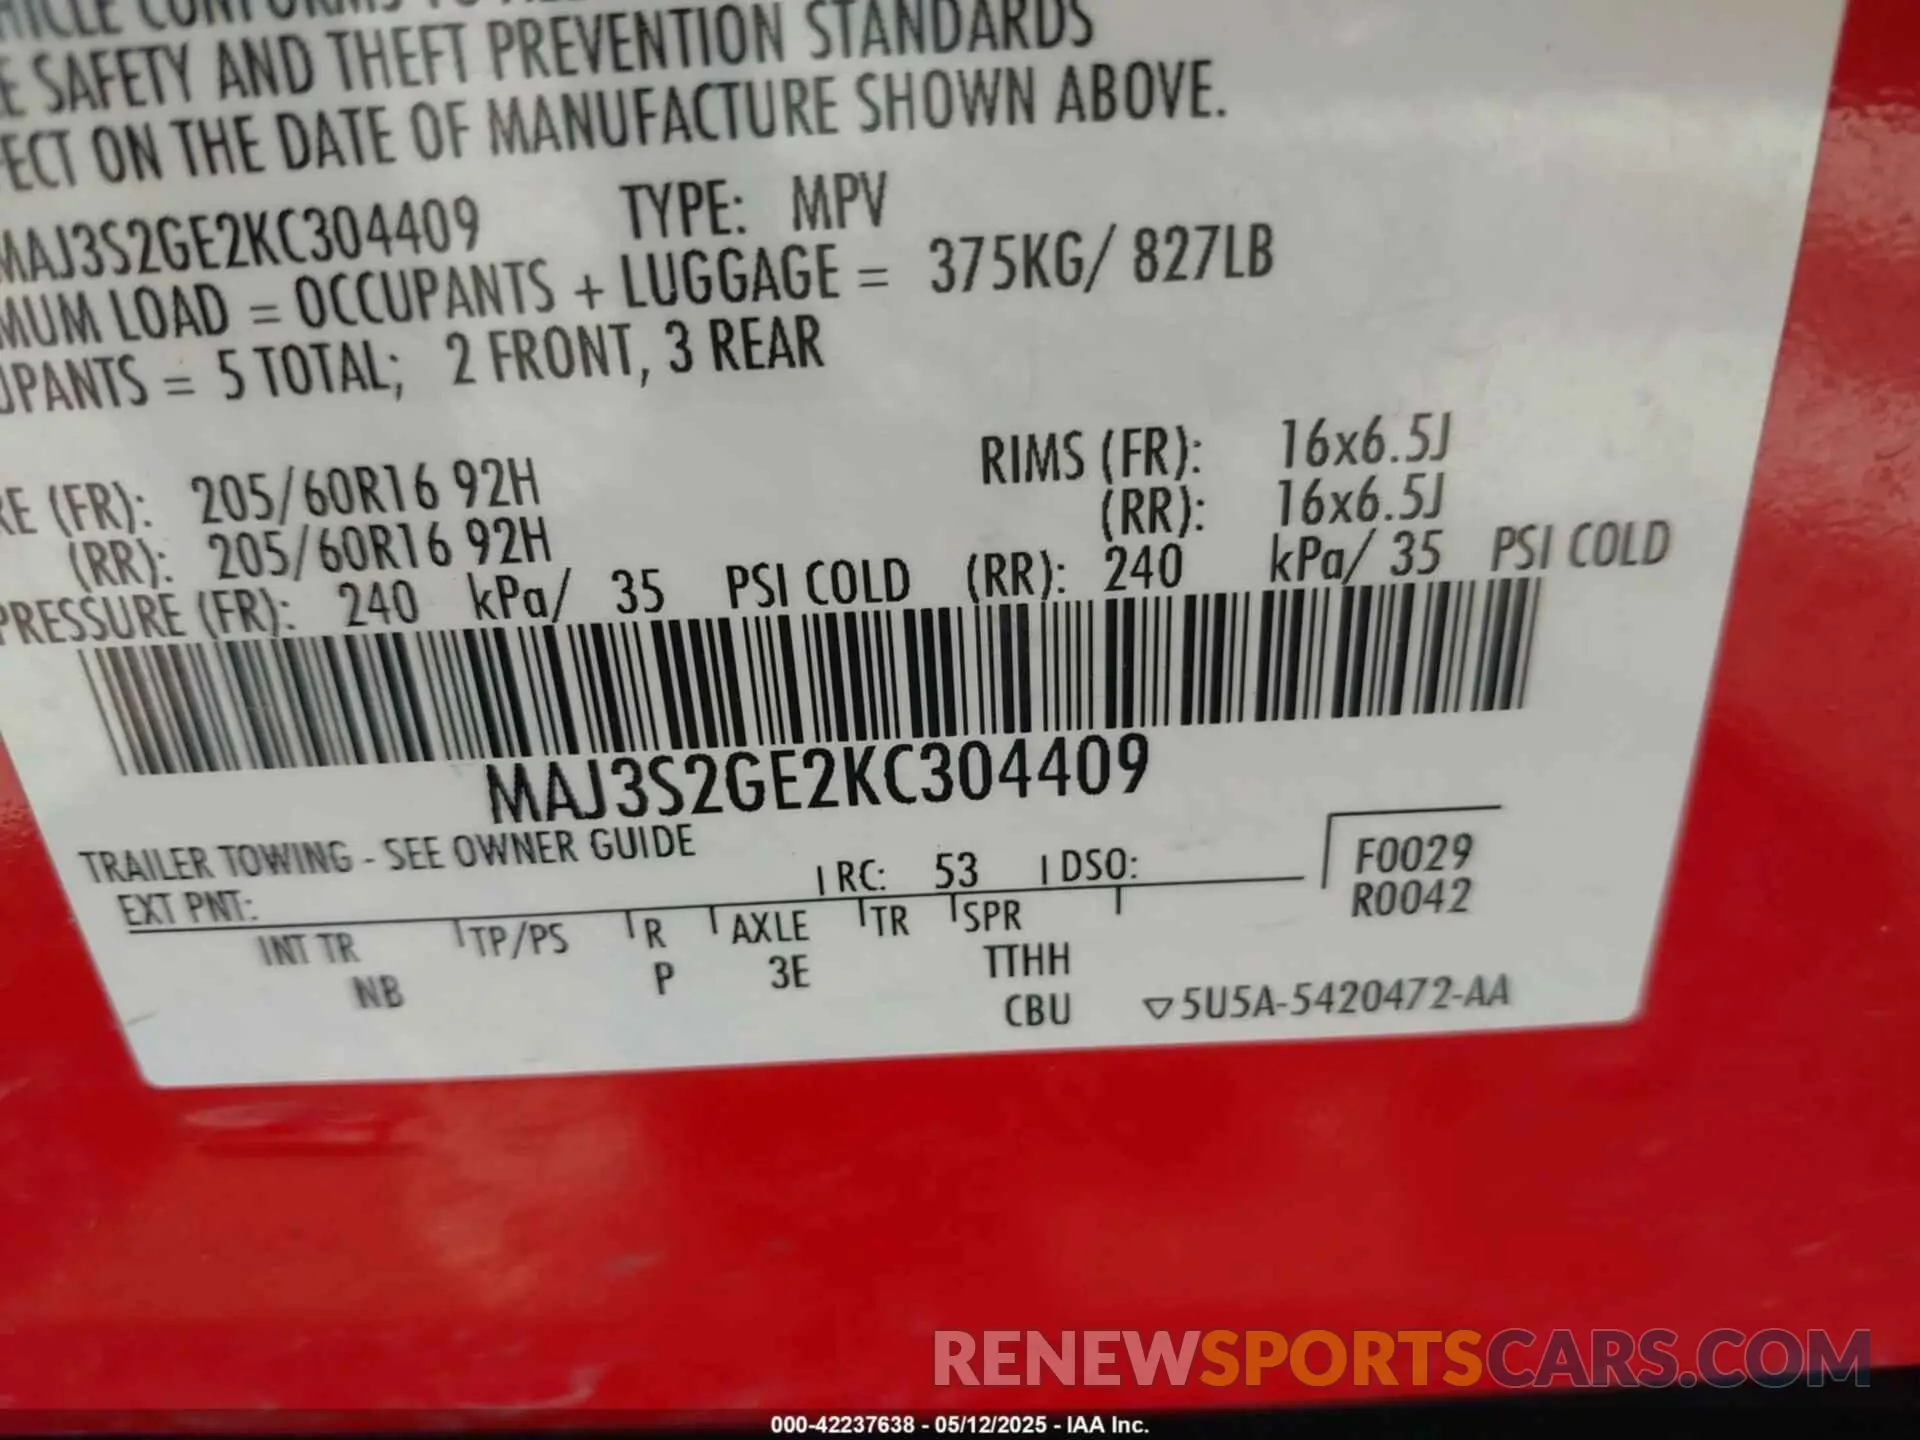 SAFETY AND THEFT PREVENTION STANDARDS
ECT ON THE DATE OF MANUFACTURE SHOWN ABOVE.
MAJ3S2GE2KC304409 TYPE: MPV
MUM LOAD = OCCUPANTS + LUGGAGE = 375KG/ 827LB
UPANTS = 5 TOTAL; 2 FRONT, 3 REAR
RE (FR): 205/60R16 92H RIMS (FR): 16x6.5J
(RR): 205/60R16 92H (RR): 16x6.5J
PRESSURE (FR): 240 kPa/ 35 PSI COLD (RR): 240 kPa/ 35 PSI COLD
MAJ3S2GE2KC304409
TRAILER TOWING - SEE OWNER GUIDE
EXT PNT: RC: 53 DSO: F0029
R0042
INT TR TP/PS R AXLE TR SPR
NB P 3E TTHH
CBU ▽5U5A-5420472-AA
RENEWSPORTSCARS.COM
000-42237638 - 05/12/2025 - IAA Inc.